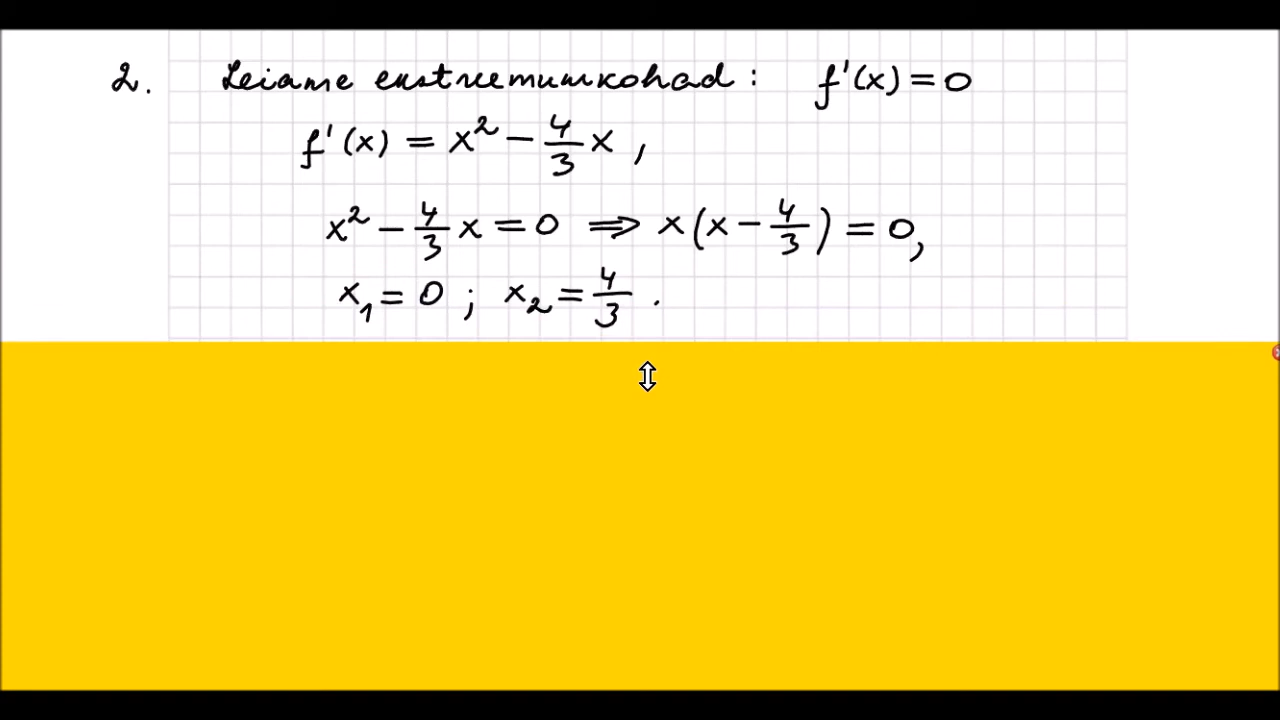 2. Leiame ekstreemumkohad: f'(x) = 0
f'(x) = x² - 4/3 x,
x² - 4/3 x = 0 ⇒ x(x - 4/3) = 0,
x₁ = 0; x₂ = 4/3.